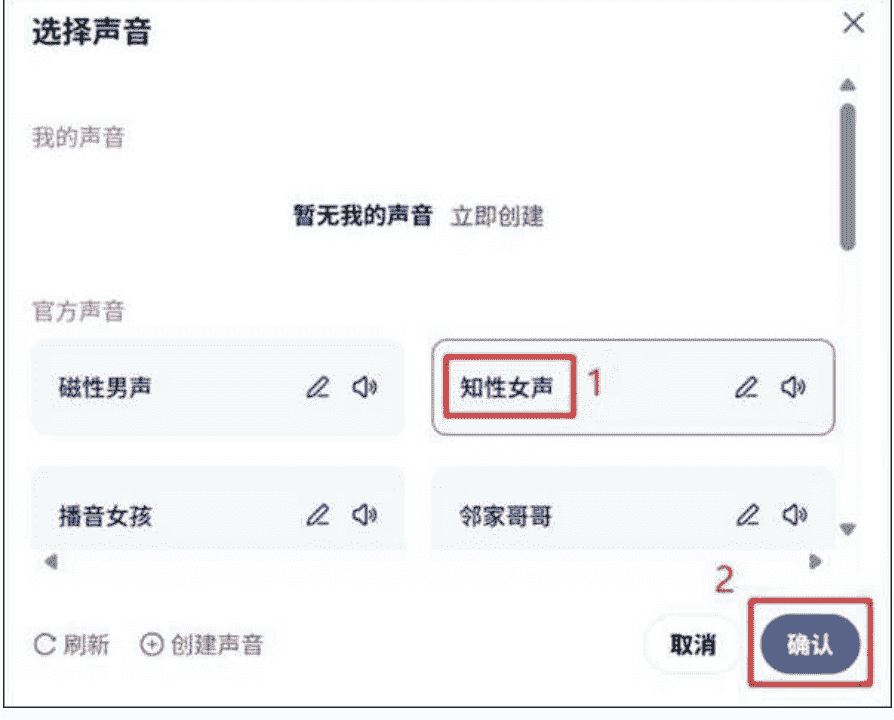 选择声音
我的声音
暂无我的声音 立即创建
官方声音
磁性男声
知性女声 1
播音女孩
邻家哥哥
2
刷新 创建声音 取消 确认